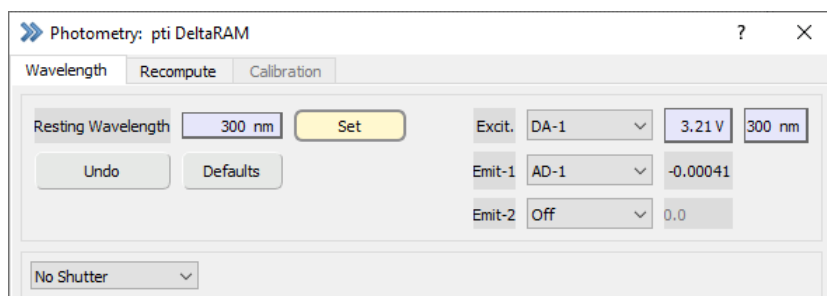 Photometry: pti DeltaRAM ?
Wavelength Recompute Calibration
Resting Wavelength 300 nm Set Excit. DA-1 3.21 V 300 nm
Undo Defaults Emit-1 AD-1 -0.00041
Emit-2 Off 0.0
No Shutter